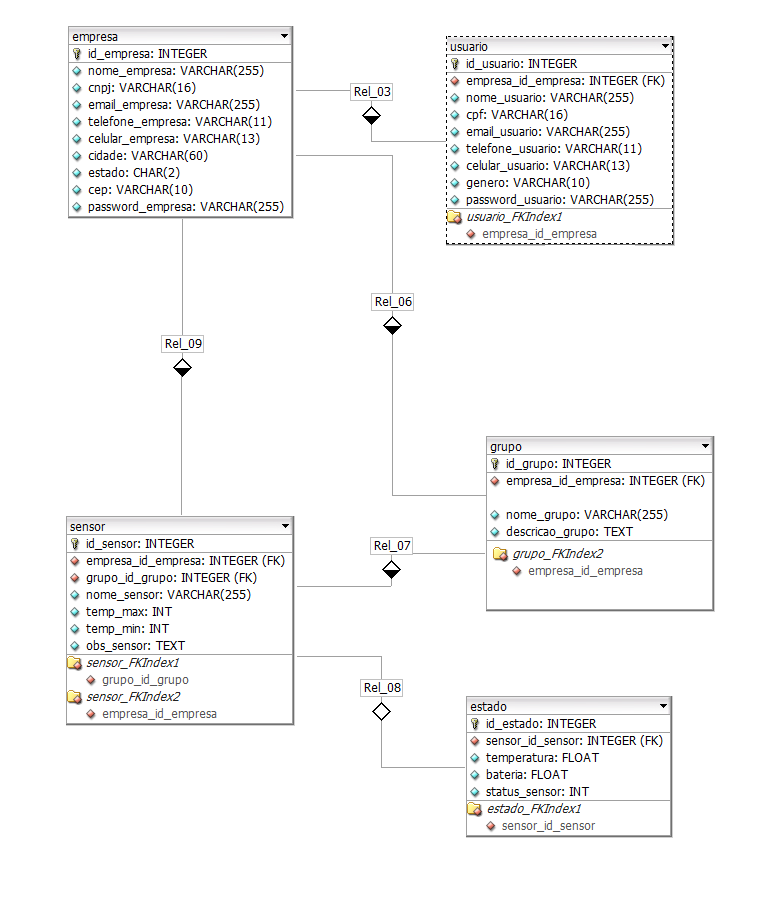 empresa
id_empresa: INTEGER
nome_empresa: VARCHAR(255)
cnpj: VARCHAR(16)
email_empresa: VARCHAR(255)
telefone_empresa: VARCHAR(11)
celular_empresa: VARCHAR(13)
cidade: VARCHAR(60)
estado: CHAR(2)
cep: VARCHAR(10)
password_empresa: VARCHAR(255)
Rel_03
usuario
id_usuario: INTEGER
empresa_id_empresa: INTEGER (FK)
nome_usuario: VARCHAR(255)
cpf: VARCHAR(16)
email_usuario: VARCHAR(255)
telefone_usuario: VARCHAR(11)
celular_usuario: VARCHAR(13)
genero: VARCHAR(10)
password_usuario: VARCHAR(255)
usuario_FKIndex1
empresa_id_empresa
Rel_06
Rel_09
grupo
id_grupo: INTEGER
empresa_id_empresa: INTEGER (FK)
nome_grupo: VARCHAR(255)
descricao_grupo: TEXT
grupo_FKIndex2
empresa_id_empresa
sensor
id_sensor: INTEGER
empresa_id_empresa: INTEGER (FK)
grupo_id_grupo: INTEGER (FK)
nome_sensor: VARCHAR(255)
temp_max: INT
temp_min: INT
obs_sensor: TEXT
sensor_FKIndex1
grupo_id_grupo
sensor_FKIndex2
empresa_id_empresa
Rel_07
Rel_08
estado
id_estado: INTEGER
sensor_id_sensor: INTEGER (FK)
temperatura: FLOAT
bateria: FLOAT
status_sensor: INT
estado_FKIndex1
sensor_id_sensor